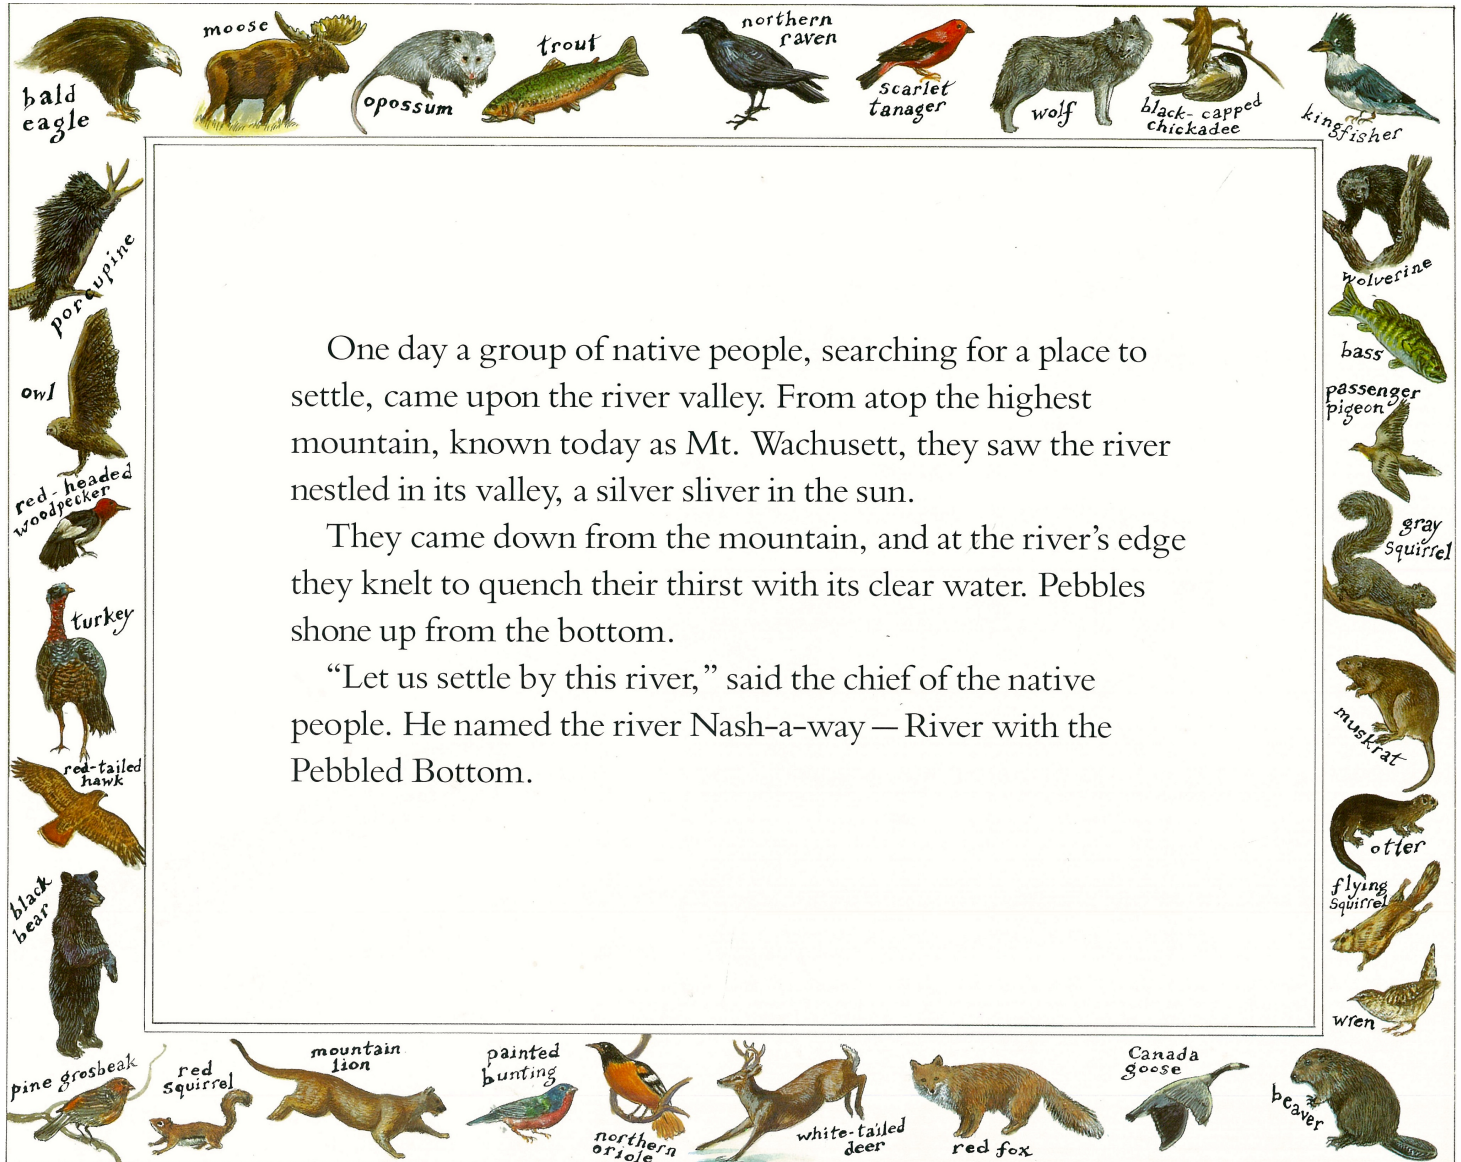 bald
eagle
moose
opossum
trout
northern
raven
scarlet
tanager
wolf
black-capped
chickadee
kingfisher
porcupine
owl
red-headed
woodpecker
turkey
red-tailed
hawk
black
bear
One day a group of native people, searching for a place to
settle, came upon the river valley. From atop the highest
mountain, known today as Mt. Wachusett, they saw the river
nestled in its valley, a silver sliver in the sun.
They came down from the mountain, and at the river’s edge
they knelt to quench their thirst with its clear water. Pebbles
shone up from the bottom.
“Let us settle by this river,” said the chief of the native
people. He named the river Nash-a-way — River with the
Pebbled Bottom.
wolverine
bass
passenger
pigeon
gray
squirrel
muskrat
otter
flying
squirrel
wren
pine grosbeak
red
squirrel
mountain
lion
painted
bunting
northern
oriole
white-tailed
deer
red fox
Canada
goose
beaver